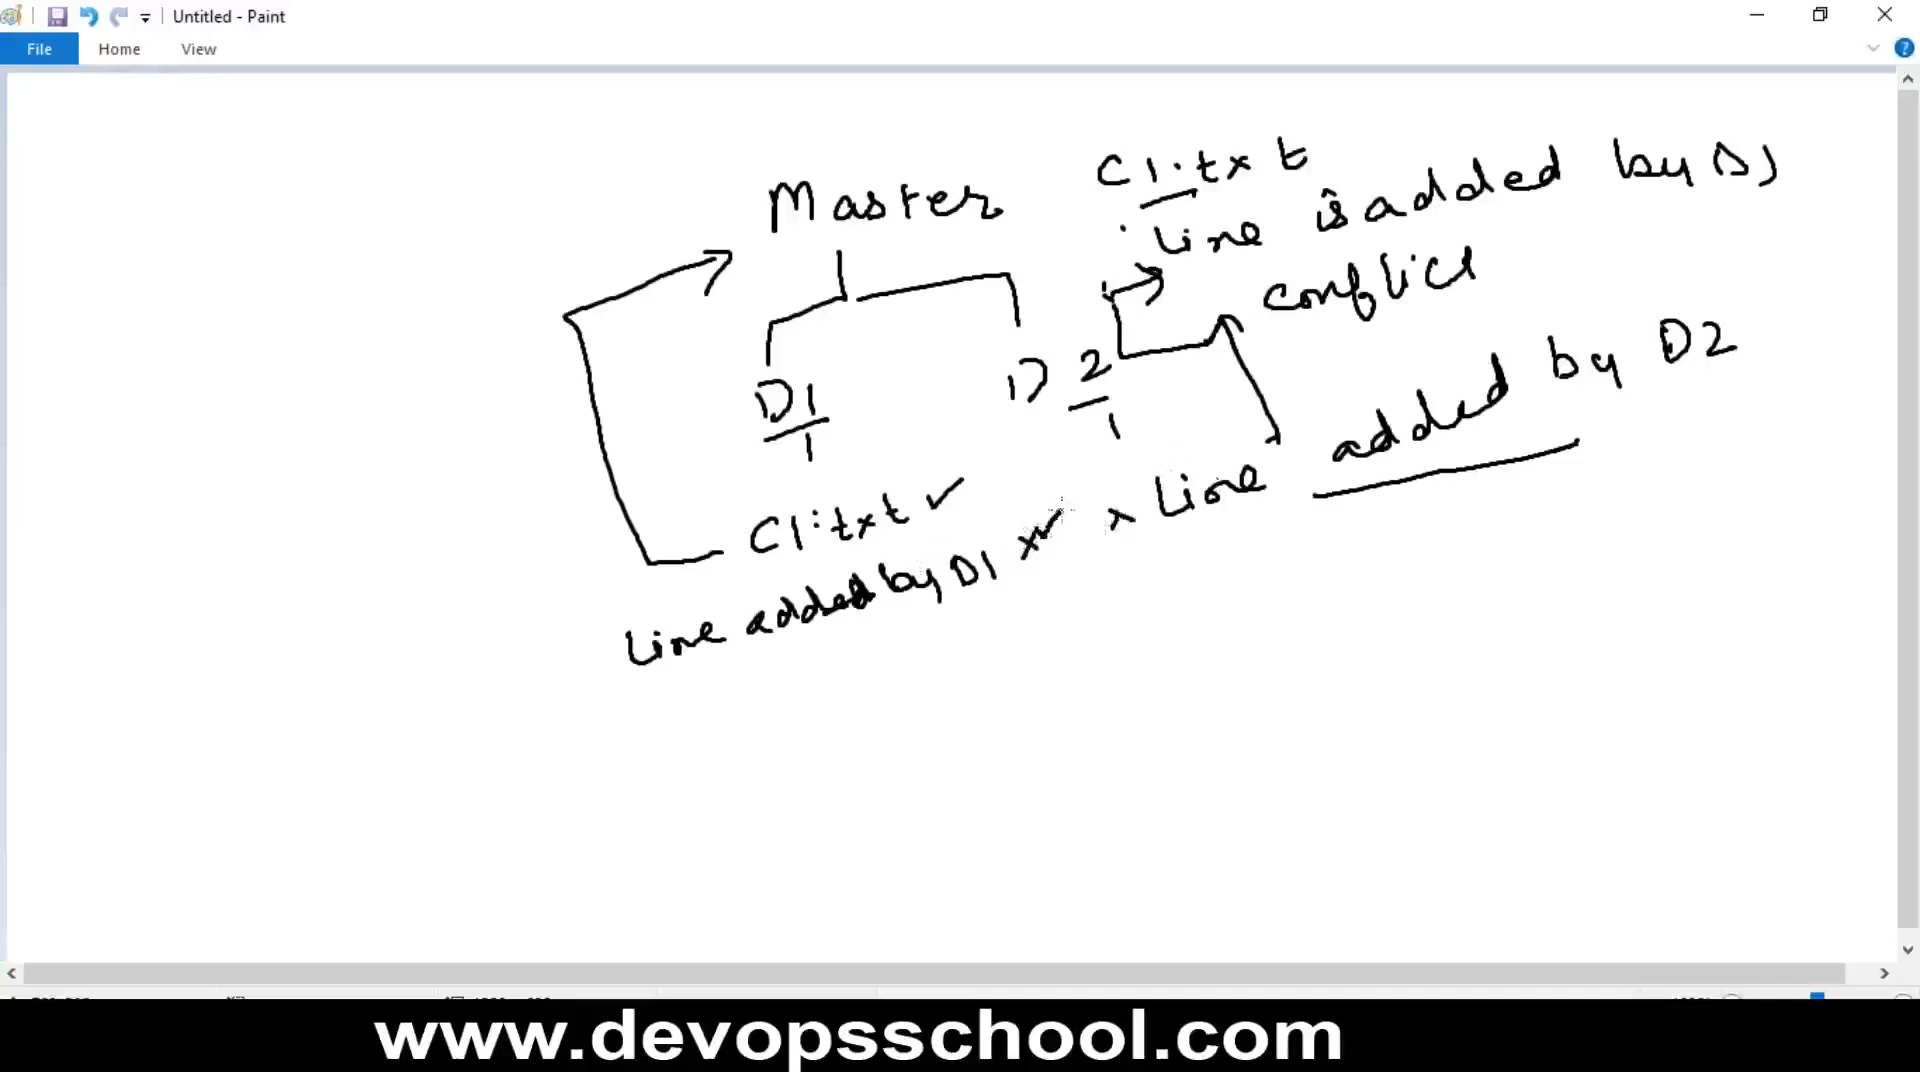 Untitled - Paint
File Home View
C1.txt
Master
line is added by D1
conflict
D1
1
D 2
1
line added by D2
C1:txt ✓
line added by D1 x✓
www.devopsschool.com